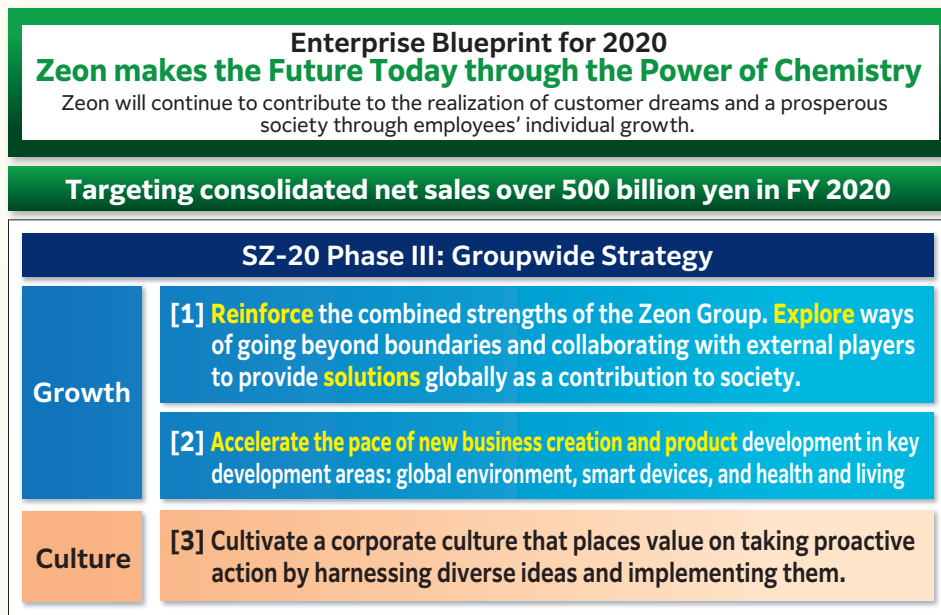 Enterprise Blueprint for 2020
Zeon makes the Future Today through the Power of Chemistry
Zeon will continue to contribute to the realization of customer dreams and a prosperous
society through employees’ individual growth.
Targeting consolidated net sales over 500 billion yen in FY 2020
SZ-20 Phase III: Groupwide Strategy
Growth
[1] Reinforce the combined strengths of the Zeon Group. Explore ways
of going beyond boundaries and collaborating with external players
to provide solutions globally as a contribution to society.
[2] Accelerate the pace of new business creation and product development in key
development areas: global environment, smart devices, and health and living
Culture
[3] Cultivate a corporate culture that places value on taking proactive
action by harnessing diverse ideas and implementing them.